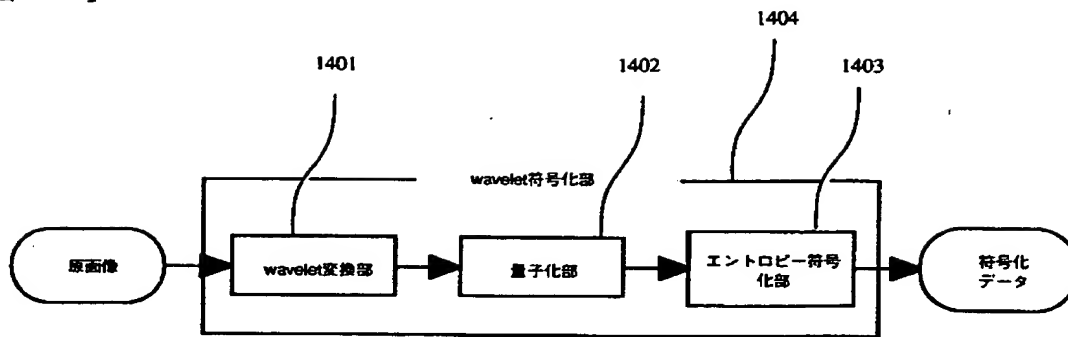 1404
1401
1402
1403
wavelet符号化部
原画像
wavelet変換部
量子化部
エントロピー符号
化部
符号化
データ